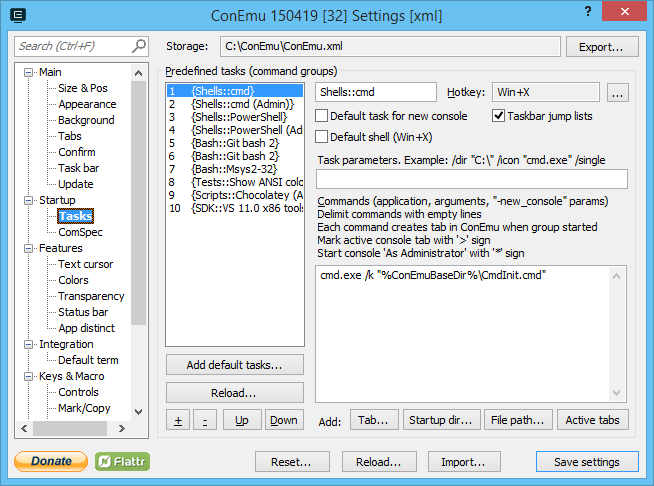 ConEmu 150419 [32] Settings [xml]
?
Search (Ctrl+F)
Storage:
C:\ConEmu\ConEmu.xml
Export...
Main
Size & Pos
Appearance
Background
Tabs
Confirm
Task bar
Update
Startup
Tasks
ComSpec
Features
Text cursor
Colors
Transparency
Status bar
App distinct
Integration
Default term
Keys & Macro
Controls
Mark/Copy
Predefined tasks (command groups)
1 {Shells::cmd}
2 {Shells::cmd (Admin)}
3 {Shells::PowerShell}
4 {Shells::PowerShell (Adm
5 {Bash::Git bash 2}
6 {Bash::Git bash 2}
7 {Bash::Msys2-32}
8 {Tests::Show ANSI colo
9 {Scripts::Chocolatey (A
10 {SDK::VS 11.0 x86 tools
Add default tasks...
Reload...
+ - Up Down
Shells::cmd
Hotkey:
Win+X
...
Default task for new console
Taskbar jump lists
Default shell (Win+X)
Task parameters. Example: /dir "C:\" /icon "cmd.exe" /single
Commands (application, arguments, "-new_console" params)
Delimit commands with empty lines
Each command creates tab in ConEmu when group started
Mark active console tab with '>' sign
Start console 'As Administrator' with '*' sign
cmd.exe /k "%ConEmuBaseDir%\CmdInit.cmd"
Add:
Tab...
Startup dir...
File path...
Active tabs
Donate
Flattr
Reset...
Reload...
Import...
Save settings